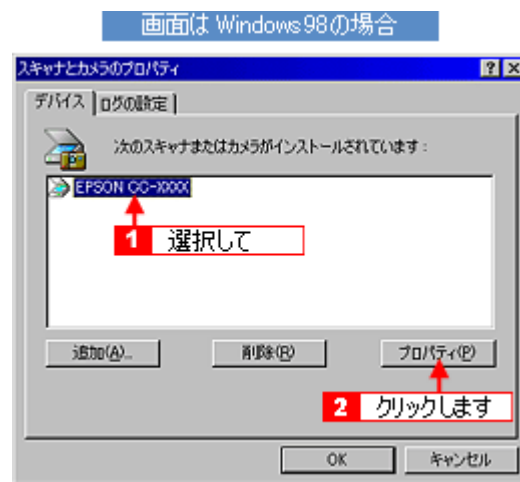 画面は Windows98の場合
スキャナとカメラのプロパティ
デバイス ログの設定
次のスキャナまたはカメラがインストールされています：
EPSON GC-XXXX
1 選択して
追加(A)... 削除(R) プロパティ(P)
2 クリックします
OK キャンセル